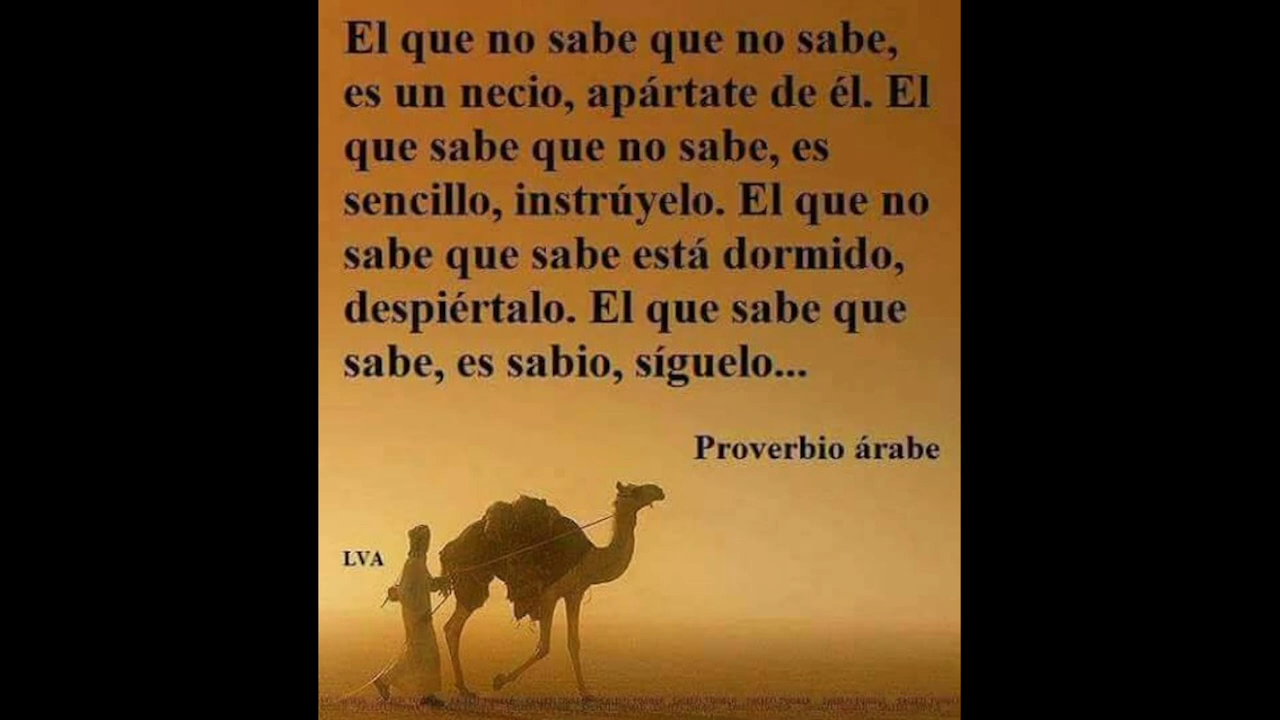 El que no sabe que no sabe,
es un necio, apártate de él. El
que sabe que no sabe, es
sencillo, instrúyelo. El que no
sabe que sabe está dormido,
despiértalo. El que sabe que
sabe, es sabio, síguelo...
Proverbio árabe
LVA